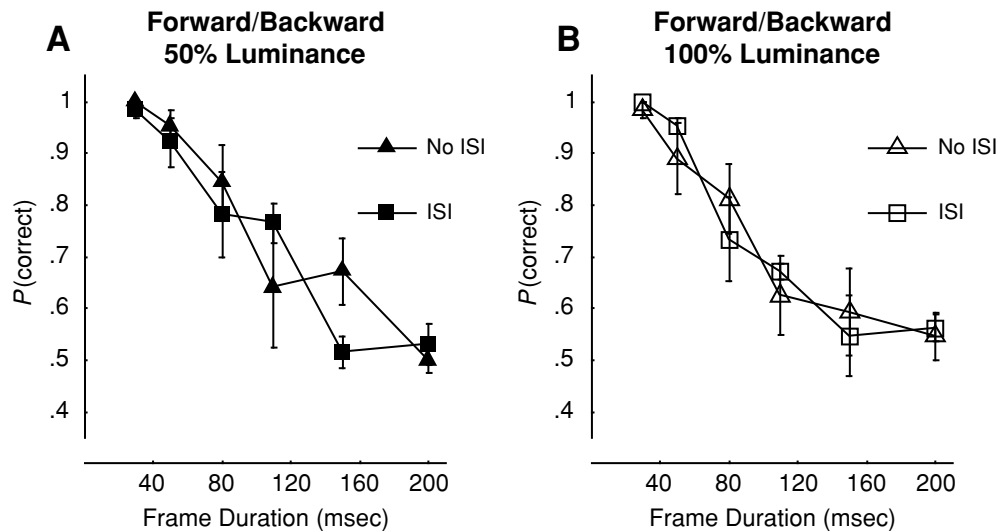 A
Forward/Backward
50% Luminance
P(correct)
1
.9
.8
.7
.6
.5
.4
No ISI
ISI
40 80 120 160 200
Frame Duration (msec)
B
Forward/Backward
100% Luminance
P(correct)
1
.9
.8
.7
.6
.5
.4
No ISI
ISI
40 80 120 160 200
Frame Duration (msec)